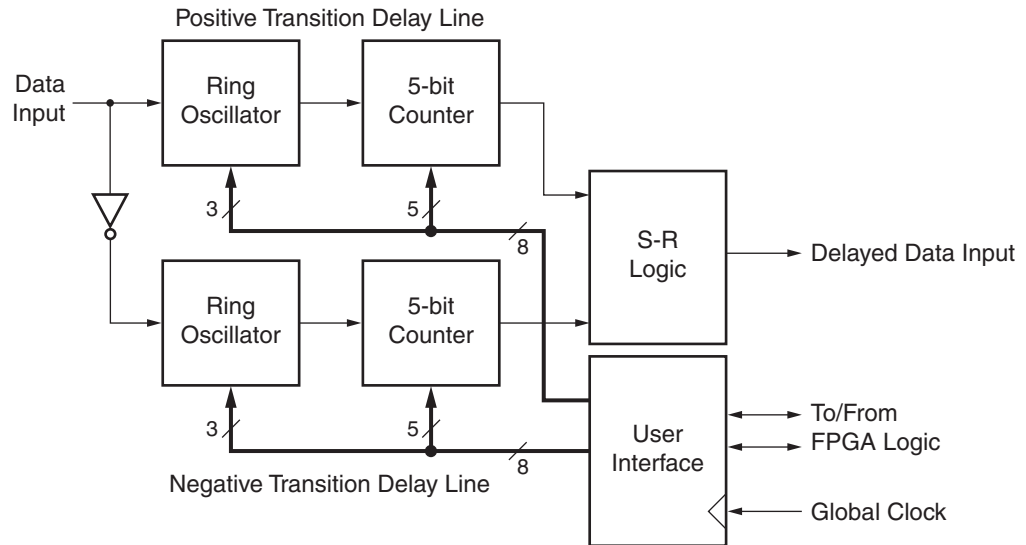 Positive Transition Delay Line
Data
Input
Ring
Oscillator
5-bit
Counter
3
5
8
S-R
Logic
Delayed Data Input
Ring
Oscillator
5-bit
Counter
3
5
8
Negative Transition Delay Line
User
Interface
To/From
FPGA Logic
Global Clock